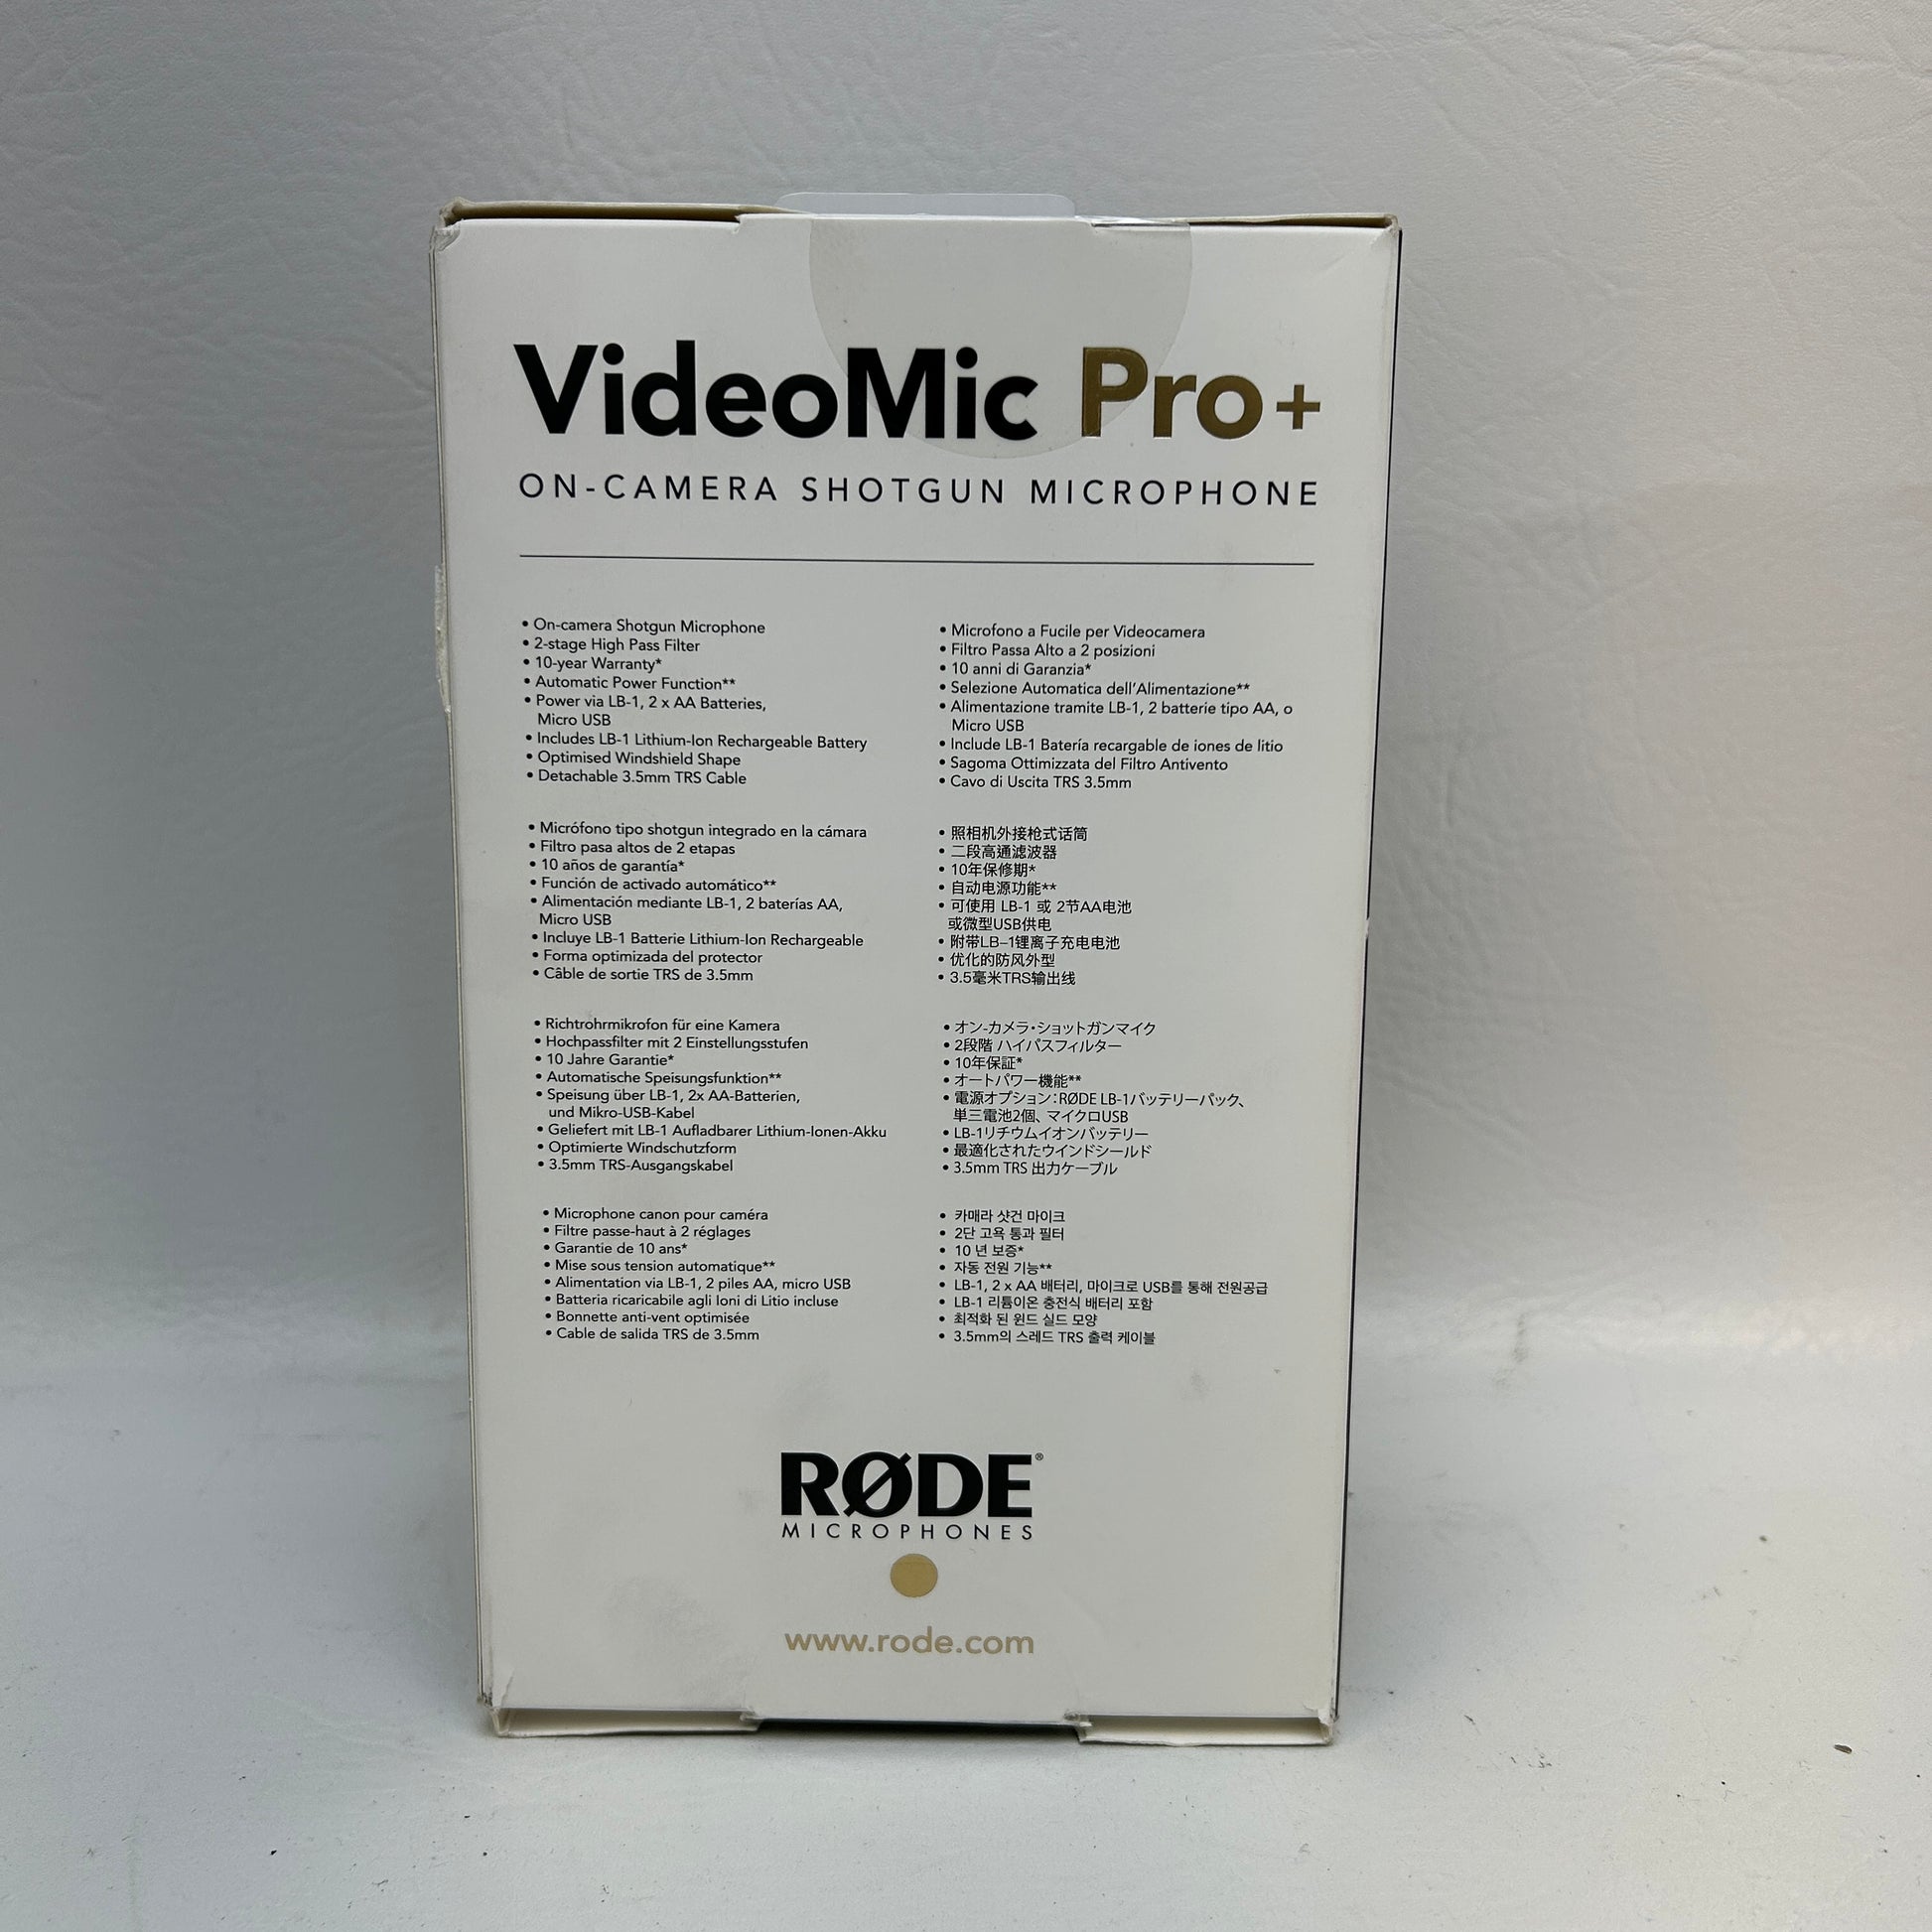 VideoMic Pro+
ON-CAMERA SHOTGUN MICROPHONE
• On-camera Shotgun Microphone
• 2-stage High Pass Filter
• 10-year Warranty*
• Automatic Power Function**
• Power via LB-1, 2 x AA Batteries,
Micro USB
• Includes LB-1 Lithium-Ion Rechargeable Battery
• Optimised Windshield Shape
• Detachable 3.5mm TRS Cable
• Micrófono tipo shotgun integrado en la cámara
• Filtro pasa altos de 2 etapas
• 10 años de garantía*
• Función de activado automático**
• Alimentación mediante LB-1, 2 baterías AA,
Micro USB
• Incluye LB-1 Batterie Lithium-Ion Rechargeable
• Forma optimizada del protector
• Câble de sortie TRS de 3.5mm
• Richtrohrmikrofon für eine Kamera
• Hochpassfilter mit 2 Einstellungsstufen
• 10 Jahre Garantie*
• Automatische Speisungsfunktion**
• Speisung über LB-1, 2x AA-Batterien,
und Mikro-USB-Kabel
• Geliefert mit LB-1 Aufladbarer Lithium-Ionen-Akku
• Optimierte Windschutzform
• 3.5mm TRS-Ausgangskabel
• Microphone canon pour caméra
• Filtre passe-haut à 2 réglages
• Garantie de 10 ans*
• Mise sous tension automatique**
• Alimentation via LB-1, 2 piles AA, micro USB
• Batteria ricaricabile agli Ioni di Litio incluse
• Bonnette anti-vent optimisée
• Cable de salida TRS de 3.5mm
• Microfono a Fucile per Videocamera
• Filtro Passa Alto a 2 posizioni
• 10 anni di Garanzia*
• Selezione Automatica dell'Alimentazione**
• Alimentazione tramite LB-1, 2 batterie tipo AA, o
Micro USB
• Include LB-1 Batería recargable de iones de litio
• Sagoma Ottimizzata del Filtro Antivento
• Cavo di Uscita TRS 3.5mm
• 照相机外接枪式话筒
• 二段高通滤波器
• 10年保修期*
• 自动电源功能**
• 可使用 LB-1 或 2节AA电池
或微型USB供电
• 附带LB-1锂离子充电电池
• 优化的防风外型
• 3.5毫米TRS输出线
• オン-カメラ・ショットガンマイク
• 2段階 ハイパスフィルター
• 10年保証*
• オートパワー機能**
• 電源オプション：RØDE LB-1バッテリーパック、
単三電池2個、マイクロUSB
• LB-1リチウムイオンバッテリー
• 最適化されたウインドシールド
• 3.5mm TRS 出力ケーブル
• 카매라 샷건 마이크
• 2단 고욕 통과 필터
• 10 년 보증*
• 자동 전원 기능**
• LB-1, 2 x AA 배터리, 마이크로 USB를 통해 전원공급
• LB-1 리튬이온 충전식 배터리 포함
• 최적화 된 윈드 실드 모양
• 3.5mm의 스레드 TRS 출력 케이블
RØDE®
MICROPHONES
www.rode.com